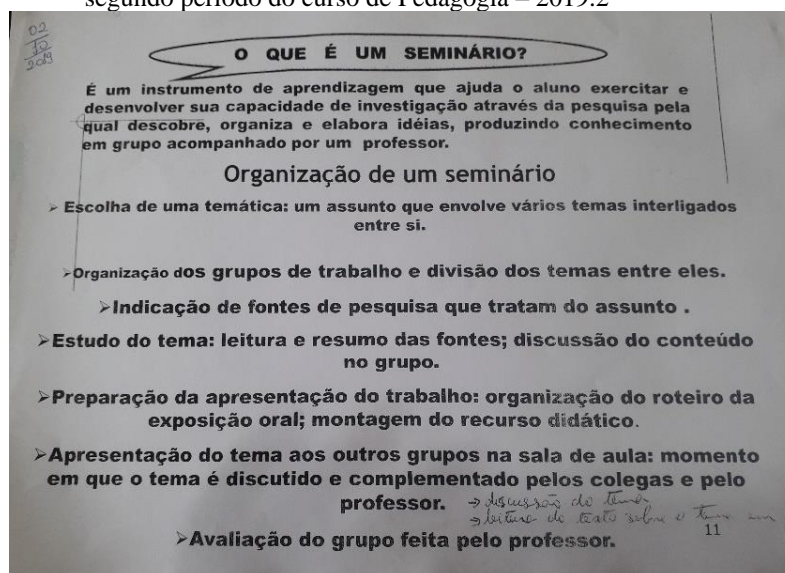 segundo período do curso de Pedagogia – 2019.2
02
10
2019
O QUE É UM SEMINÁRIO?
É um instrumento de aprendizagem que ajuda o aluno exercitar e
desenvolver sua capacidade de investigação através da pesquisa pela
qual descobre, organiza e elabora idéias, produzindo conhecimento
em grupo acompanhado por um professor.
Organização de um seminário
➢ Escolha de uma temática: um assunto que envolve vários temas interligados
entre si.
➢Organização dos grupos de trabalho e divisão dos temas entre eles.
➢Indicação de fontes de pesquisa que tratam do assunto .
➢Estudo do tema: leitura e resumo das fontes; discussão do conteúdo
no grupo.
➢Preparação da apresentação do trabalho: organização do roteiro da
exposição oral; montagem do recurso didático.
➢Apresentação do tema aos outros grupos na sala de aula: momento
em que o tema é discutido e complementado pelos colegas e pelo
professor. → discussão do tema
→ leitura do texto sobre o tema
11
➢Avaliação do grupo feita pelo professor.